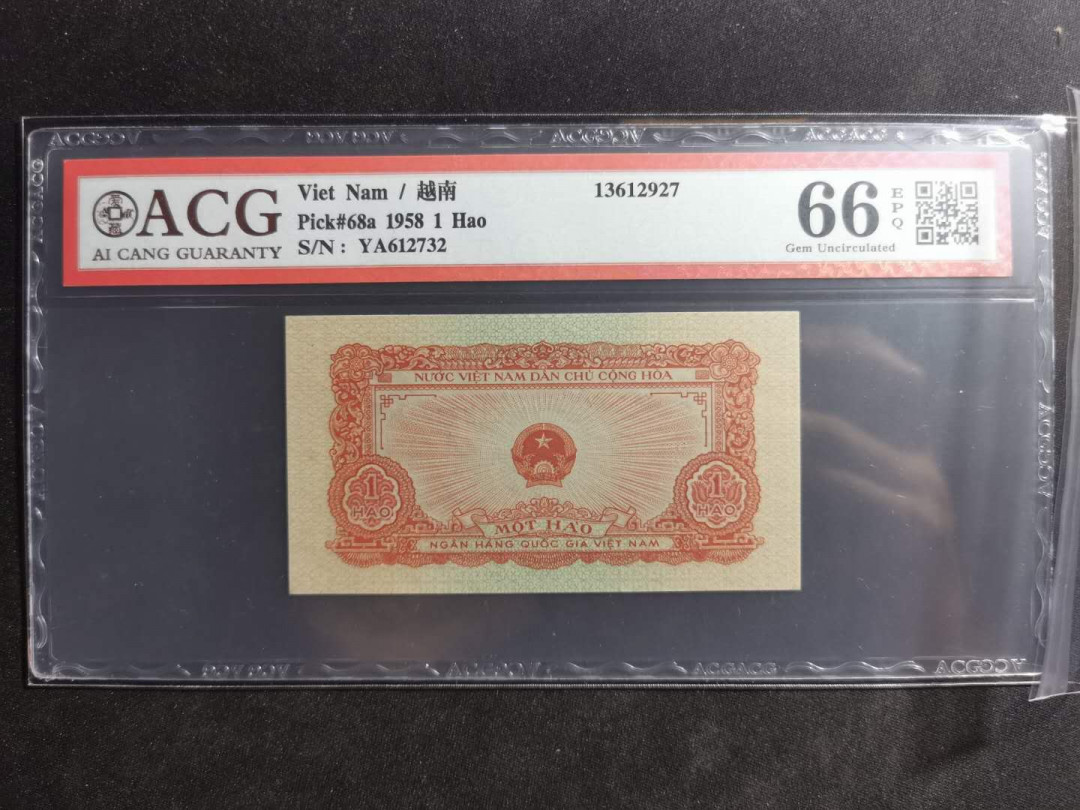 ACG
AI CANG GUARANTY
Viet Nam / 越南
Pick#68a 1958 1 Hao
S/N: YA612732
13612927
66
EPQ
Gem Uncirculated
NƯỚC VIỆT NAM DÂN CHỦ CỘNG HÒA
1
HÀO
1
HÀO
MỘT HÀO
NGÂN HÀNG QUỐC GIA VIỆT NAM
ACGACG
ACGACG